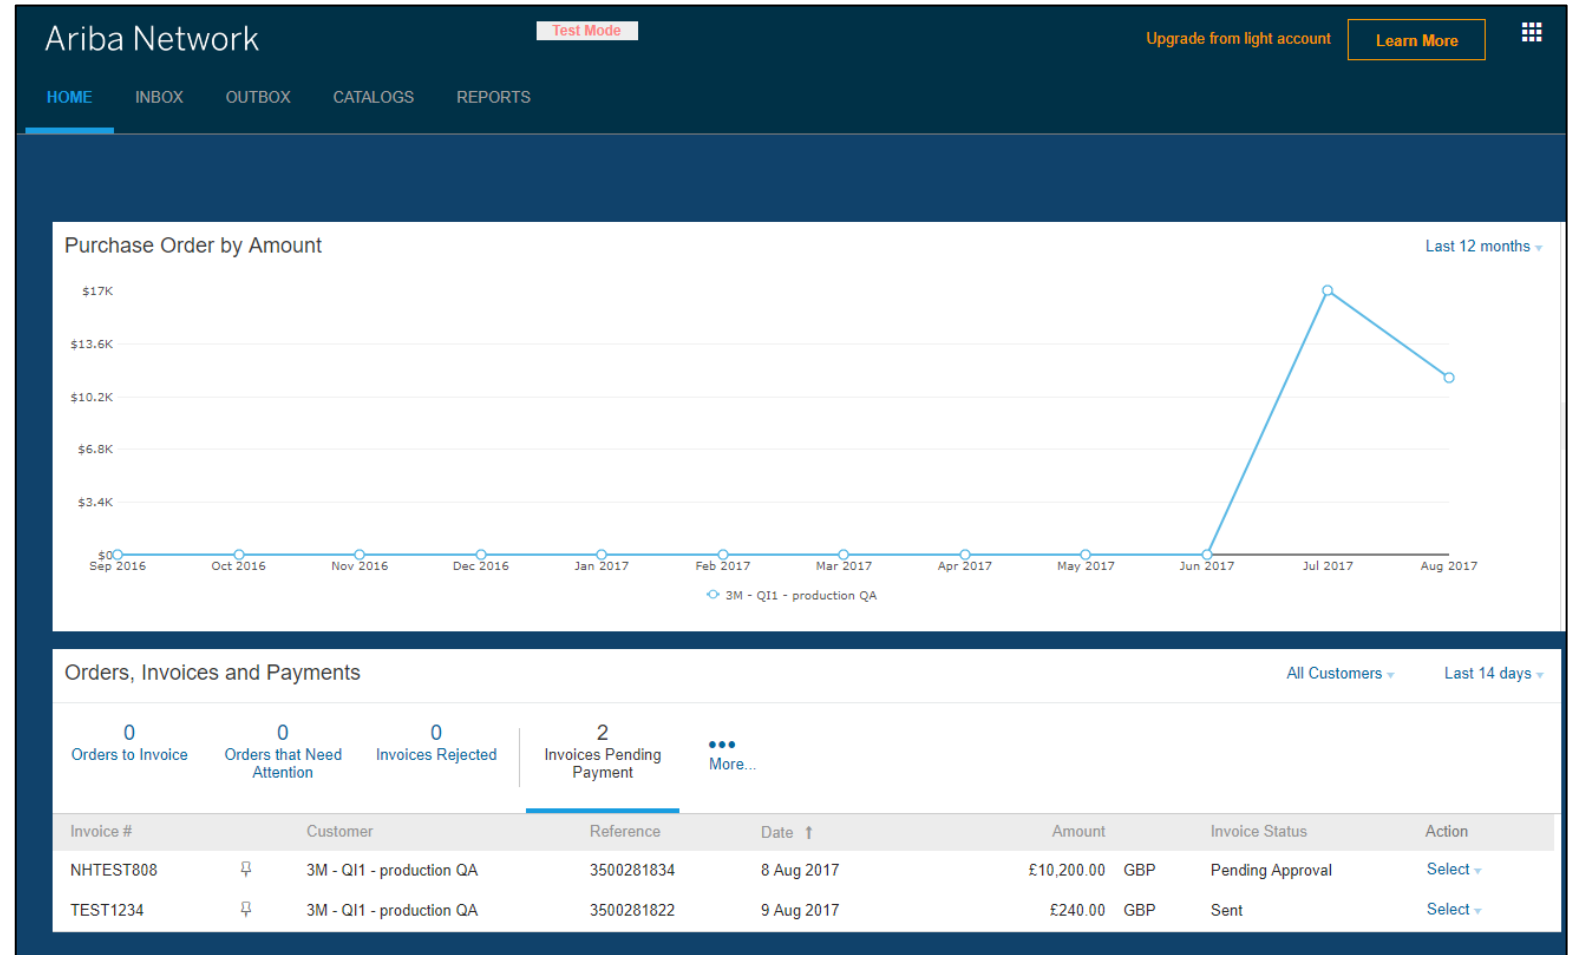 Ariba Network
Test Mode
Upgrade from light account
Learn More
HOME INBOX OUTBOX CATALOGS REPORTS
Purchase Order by Amount
Last 12 months
$17K
$13.6K
$10.2K
$6.8K
$3.4K
$0
Sep 2016 Oct 2016 Nov 2016 Dec 2016 Jan 2017 Feb 2017 Mar 2017 Apr 2017 May 2017 Jun 2017 Jul 2017 Aug 2017
3M - QI1 - production QA
Orders, Invoices and Payments
All Customers
Last 14 days
0
Orders to Invoice
0
Orders that Need
Attention
0
Invoices Rejected
2
Invoices Pending
Payment
More...
Invoice # Customer Reference Date ↑ Amount Invoice Status Action
NHTEST808 3M - QI1 - production QA 3500281834 8 Aug 2017 £10,200.00 GBP Pending Approval Select
TEST1234 3M - QI1 - production QA 3500281822 9 Aug 2017 £240.00 GBP Sent Select